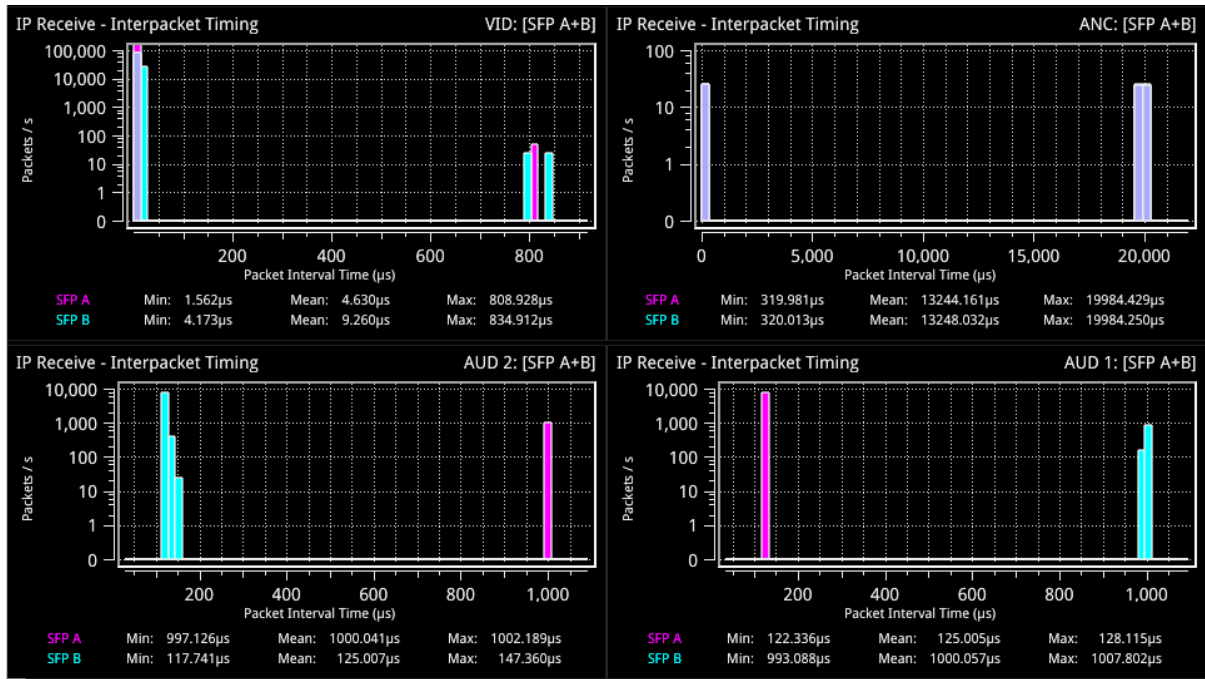 IP Receive - Interpacket Timing VID: [SFP A+B]
100,000
10,000
1,000
100
10
1
0
Packets / s
200 400 600 800
Packet Interval Time (µs)
SFP A Min: 1.562µs Mean: 4.630µs Max: 808.928µs
SFP B Min: 4.173µs Mean: 9.260µs Max: 834.912µs
IP Receive - Interpacket Timing ANC: [SFP A+B]
100
10
1
0
Packets / s
0 5,000 10,000 15,000 20,000
Packet Interval Time (µs)
SFP A Min: 319.981µs Mean: 13244.161µs Max: 19984.429µs
SFP B Min: 320.013µs Mean: 13248.032µs Max: 19984.250µs
IP Receive - Interpacket Timing AUD 2: [SFP A+B]
10,000
1,000
100
10
1
0
Packets / s
200 400 600 800 1,000
Packet Interval Time (µs)
SFP A Min: 997.126µs Mean: 1000.041µs Max: 1002.189µs
SFP B Min: 117.741µs Mean: 125.007µs Max: 147.360µs
IP Receive - Interpacket Timing AUD 1: [SFP A+B]
10,000
1,000
100
10
1
0
Packets / s
200 400 600 800 1,000
Packet Interval Time (µs)
SFP A Min: 122.336µs Mean: 125.005µs Max: 128.115µs
SFP B Min: 993.088µs Mean: 1000.057µs Max: 1007.802µs